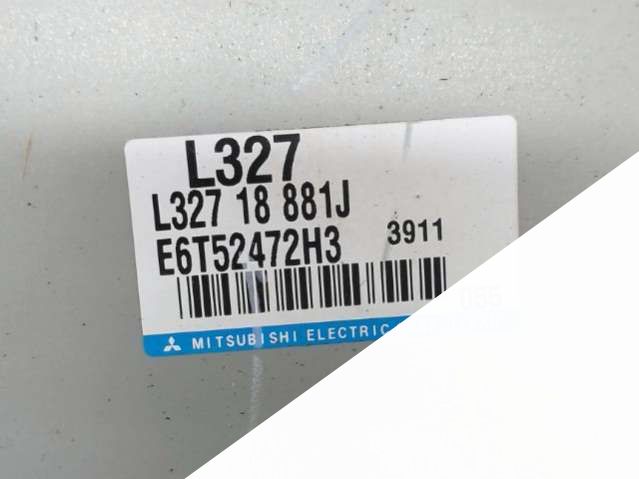 L327
L327 18 881J
E6T52472H3 3911
MITSUBISHI ELECTRIC